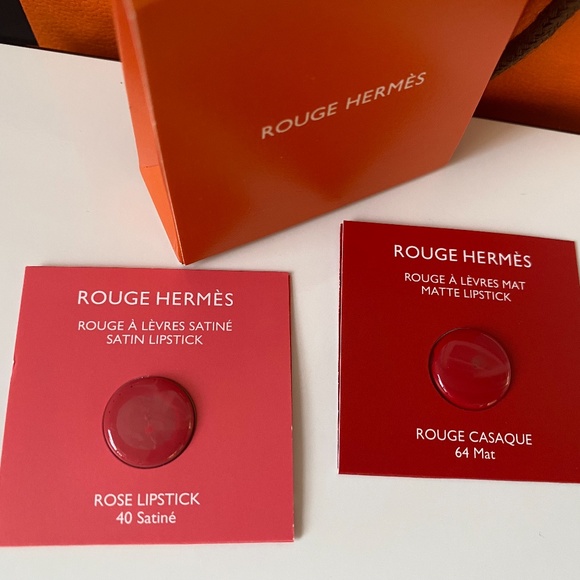 ROUGE HERMÈS
ROUGE HERMÈS
ROUGE À LÈVRES SATINÉ
SATIN LIPSTICK
ROSE LIPSTICK
40 Satiné
ROUGE HERMÈS
ROUGE À LÈVRES MAT
MATTE LIPSTICK
ROUGE CASAQUE
64 Mat